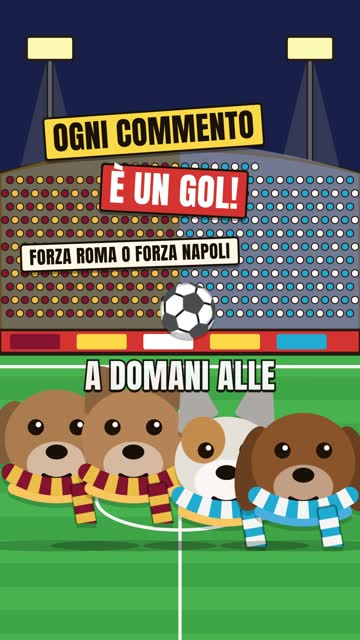 OGNI COMMENTO
È UN GOL!
FORZA ROMA O FORZA NAPOLI
A DOMANI ALLE